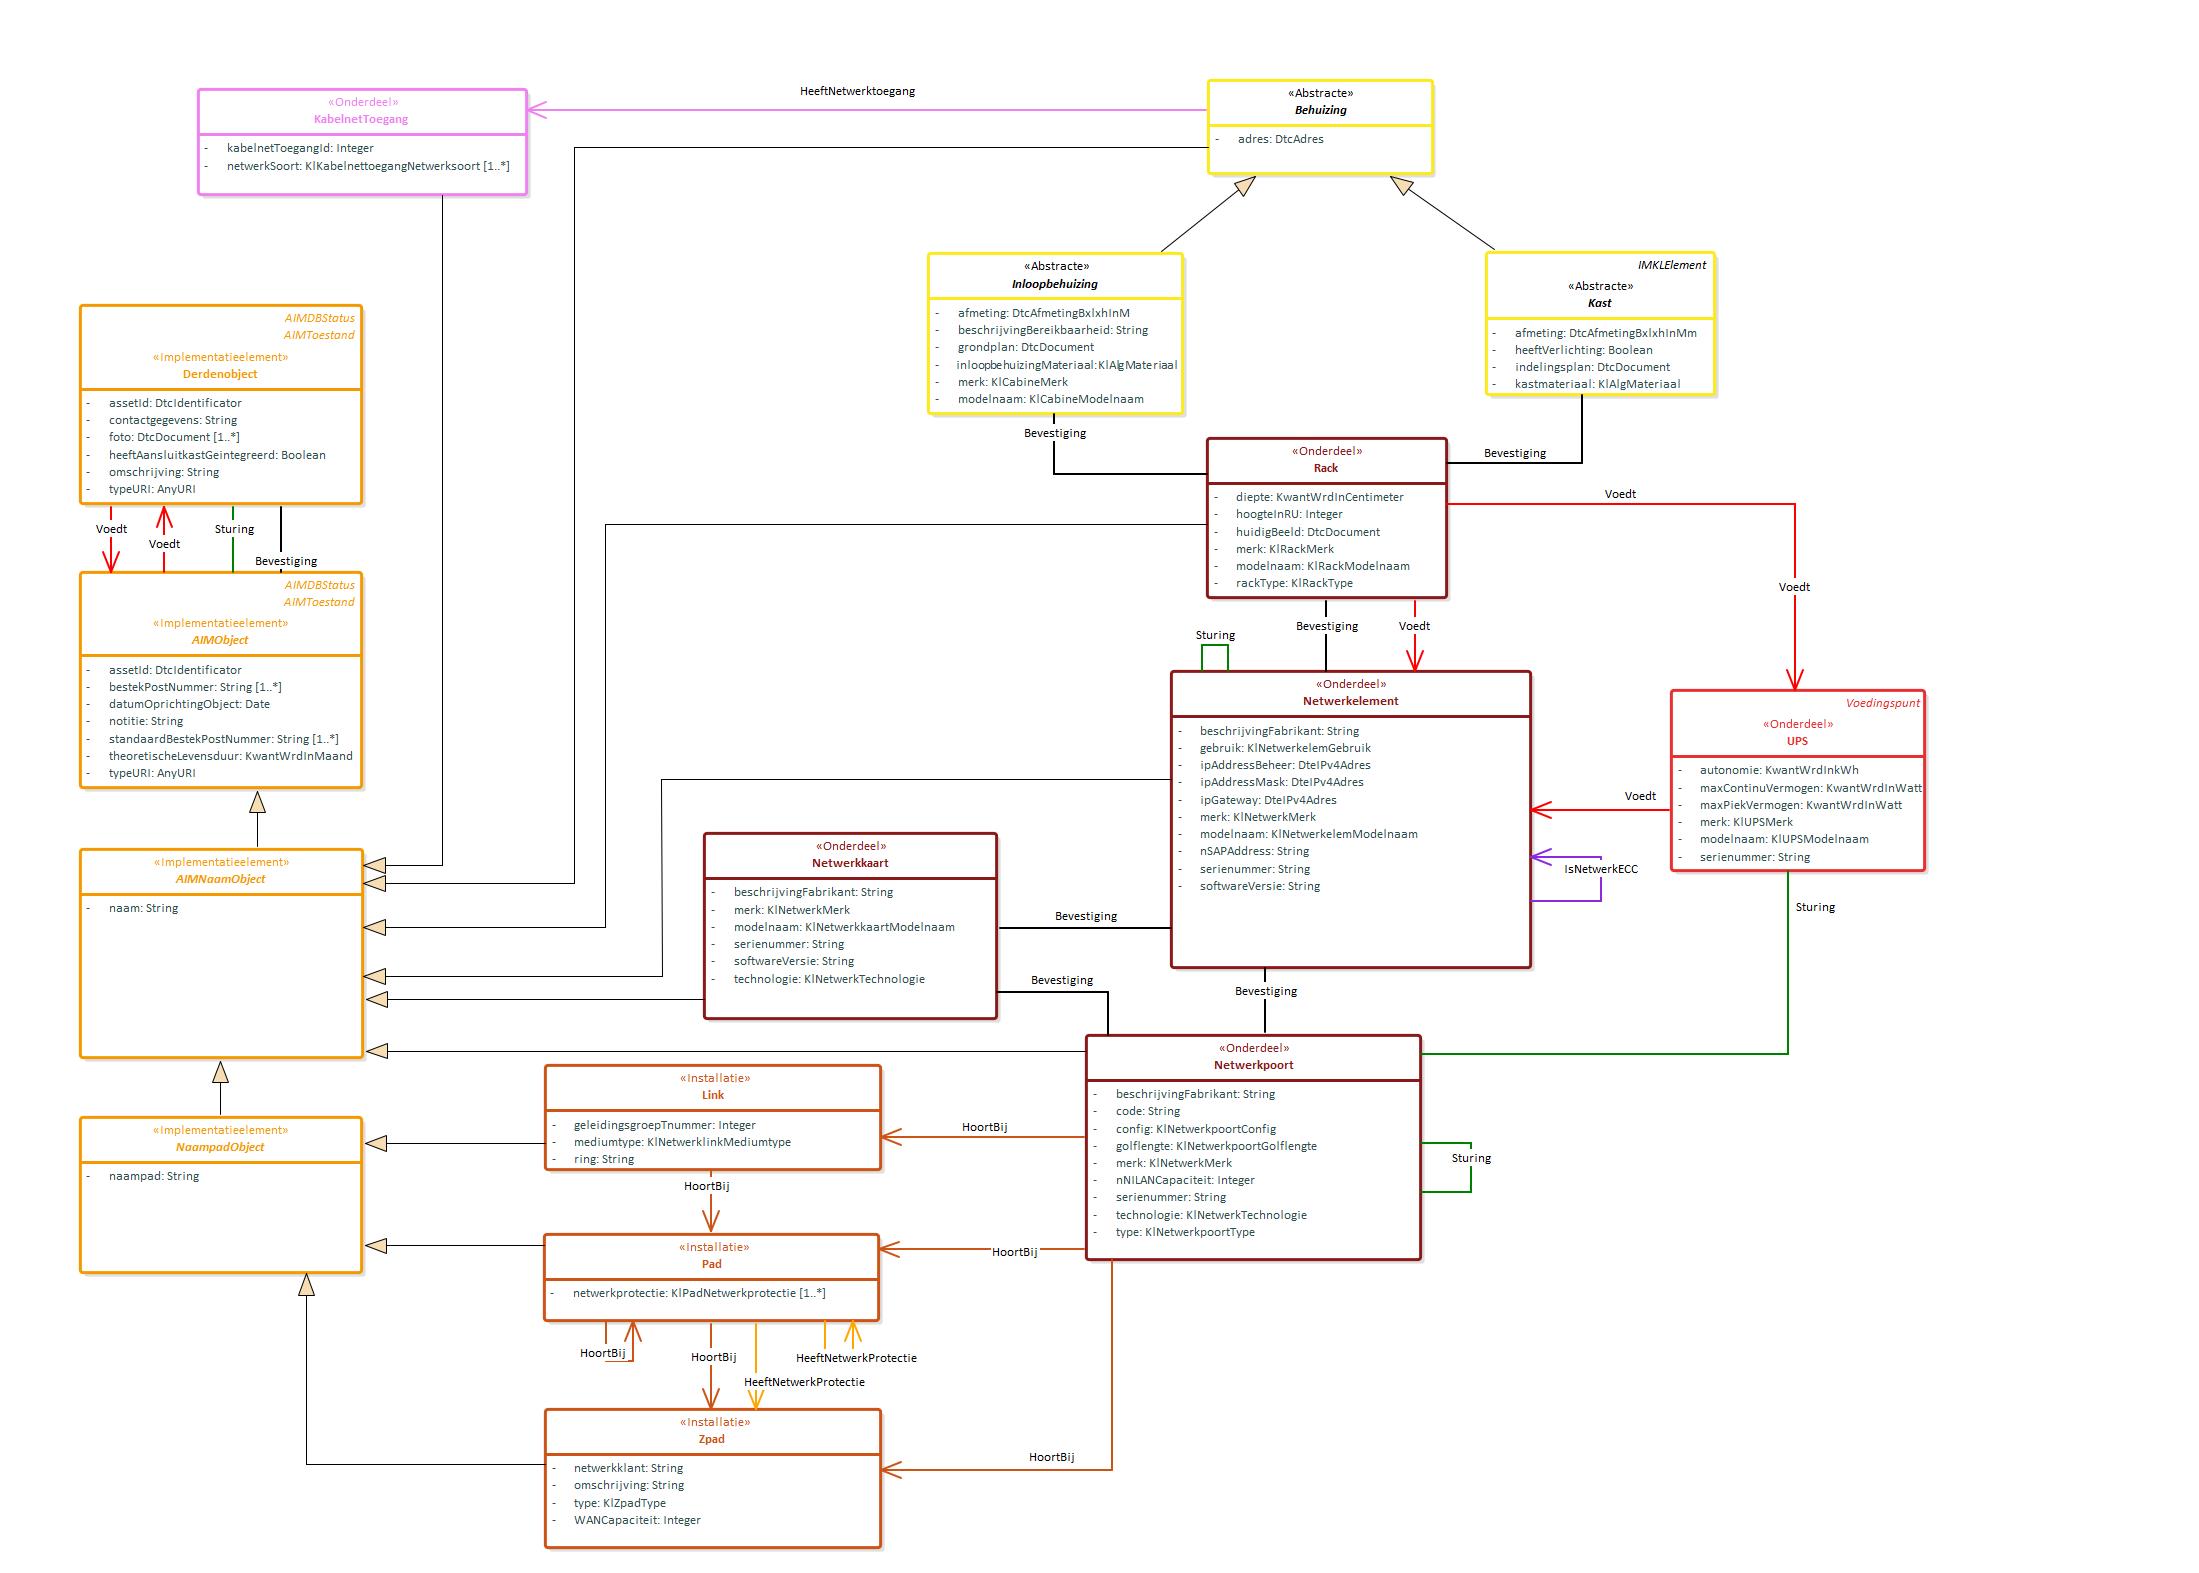 HeeftNetwerktoegang
«Onderdeel»
KabelnetToegang
- kabelnetToegangId: Integer
- netwerkSoort: KlKabelnettoegangNetwerksoort [1..*]
«Abstracte»
Behuizing
- adres: DtcAdres
«Abstracte»
Inloopbehuizing
- afmeting: DtcAfmetingBxlxhInM
- beschrijvingBereikbaarheid: String
- grondplan: DtcDocument
- inloopbehuizingMateriaal:KlAlgMateriaal
- merk: KlCabineMerk
- modelnaam: KlCabineModelnaam
IMKLElement
«Abstracte»
Kast
- afmeting: DtcAfmetingBxlxhInMm
- heeftVerlichting: Boolean
- indelingsplan: DtcDocument
- kastmateriaal: KlAlgMateriaal
AIMDBStatus
AIMToestand
«Implementatieelement»
Derdenobject
- assetId: DtcIdentificator
- contactgegevens: String
- foto: DtcDocument [1..*]
- heeftAansluitkastGeintegreerd: Boolean
- omschrijving: String
- typeURI: AnyURI
Voedt
Voedt
Sturing
Bevestiging
AIMDBStatus
AIMToestand
«Implementatieelement»
AIMObject
- assetId: DtcIdentificator
- bestekPostNummer: String [1..*]
- datumOprichtingObject: Date
- notitie: String
- standaardBestekPostNummer: String [1..*]
- theoretischeLevensduur: KwantWrdInMaand
- typeURI: AnyURI
Bevestiging
Bevestiging
«Onderdeel»
Rack
- diepte: KwantWrdInCentimeter
- hoogteInRU: Integer
- huidigBeeld: DtcDocument
- merk: KlRackMerk
- modelnaam: KlRackModelnaam
- rackType: KlRackType
Voedt
Voedt
Bevestiging
Voedt
Sturing
«Onderdeel»
Netwerkelement
- beschrijvingFabrikant: String
- gebruik: KlNetwerkelemGebruik
- ipAddressBeheer: DteIPv4Adres
- ipAddressMask: DteIPv4Adres
- ipGateway: DteIPv4Adres
- merk: KlNetwerkMerk
- modelnaam: KlNetwerkelemModelnaam
- nSAPAddress: String
- serienummer: String
- softwareVersie: String
Voedingspunt
«Onderdeel»
UPS
- autonomie: KwantWrdInkWh
- maxContinuVermogen: KwantWrdInWatt
- maxPiekVermogen: KwantWrdInWatt
- merk: KlUPSMerk
- modelnaam: KlUPSModelnaam
- serienummer: String
Voedt
IsNetwerkECC
Sturing
«Implementatieelement»
AIMNaamObject
- naam: String
«Onderdeel»
Netwerkkaart
- beschrijvingFabrikant: String
- merk: KlNetwerkMerk
- modelnaam: KlNetwerkkaartModelnaam
- serienummer: String
- softwareVersie: String
- technologie: KlNetwerkTechnologie
Bevestiging
Bevestiging
Bevestiging
«Onderdeel»
Netwerkpoort
- beschrijvingFabrikant: String
- code: String
- config: KlNetwerkpoortConfig
- golflengte: KlNetwerkpoortGolflengte
- merk: KlNetwerkMerk
- nNILANCapaciteit: Integer
- serienummer: String
- technologie: KlNetwerkTechnologie
- type: KlNetwerkpoortType
Sturing
«Implementatieelement»
NaampadObject
- naampad: String
«Installatie»
Link
- geleidingsgroepTnummer: Integer
- mediumtype: KlNetwerklinkMediumtype
- ring: String
HoortBij
HoortBij
«Installatie»
Pad
- netwerkprotectie: KlPadNetwerkprotectie [1..*]
HoortBij
HoortBij
HoortBij
HeeftNetwerkProtectie
HeeftNetwerkProtectie
«Installatie»
Zpad
- netwerkklant: String
- omschrijving: String
- type: KlZpadType
- WANCapaciteit: Integer
HoortBij